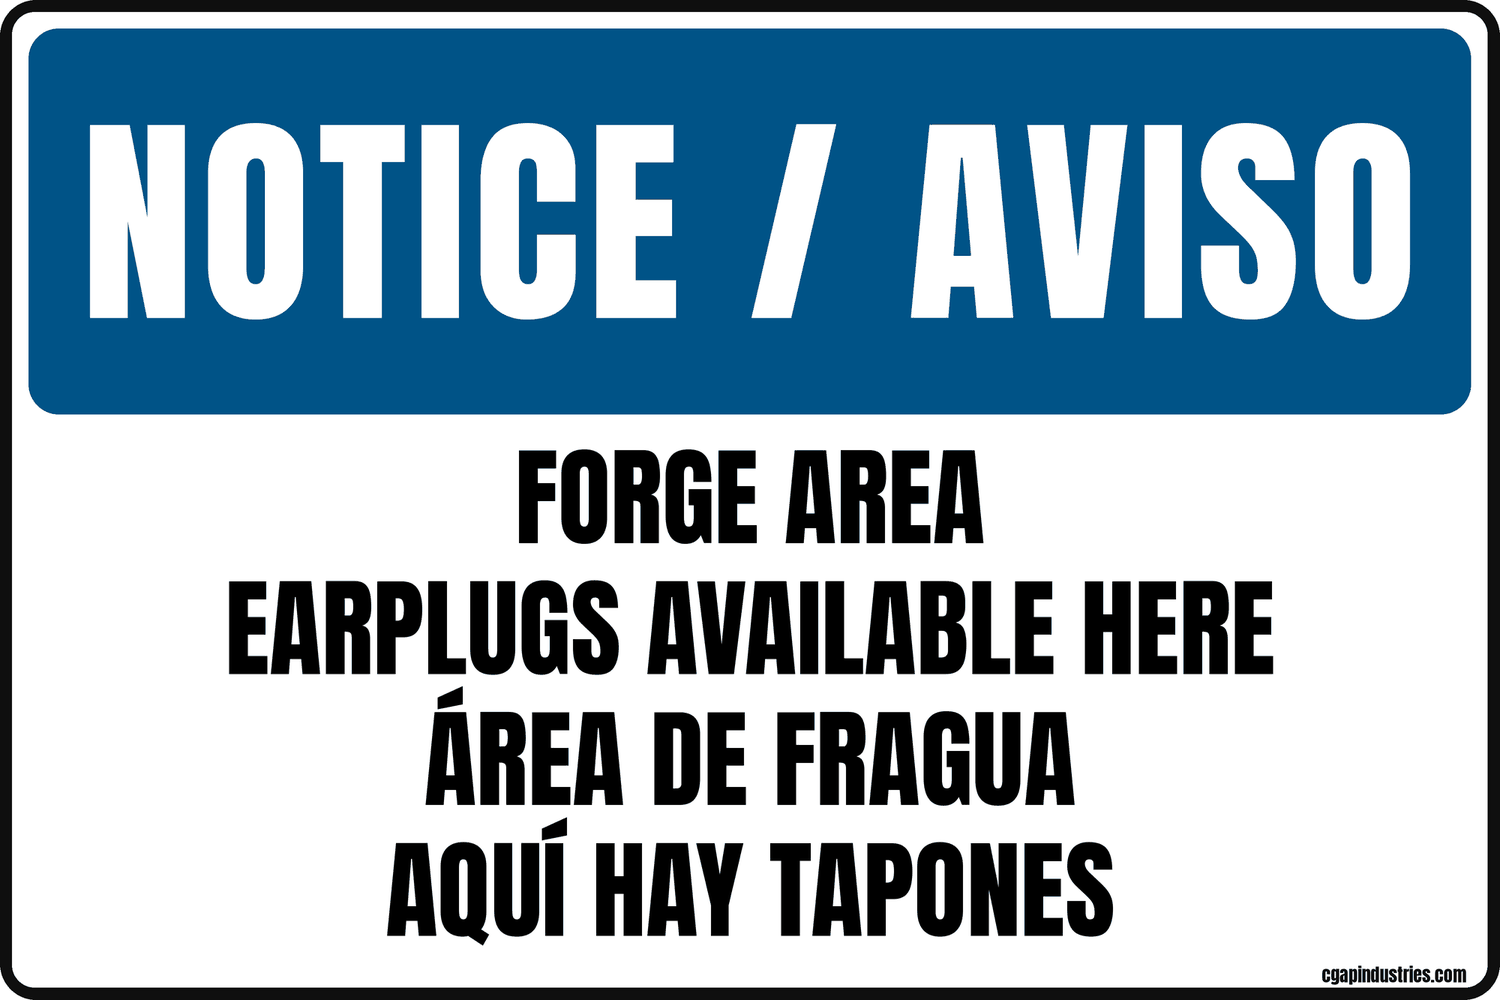 NOTICE / AVISO
FORGE AREA
EARPLUGS AVAILABLE HERE
ÁREA DE FRAGUA
AQUÍ HAY TAPONES
cgapindustries.com